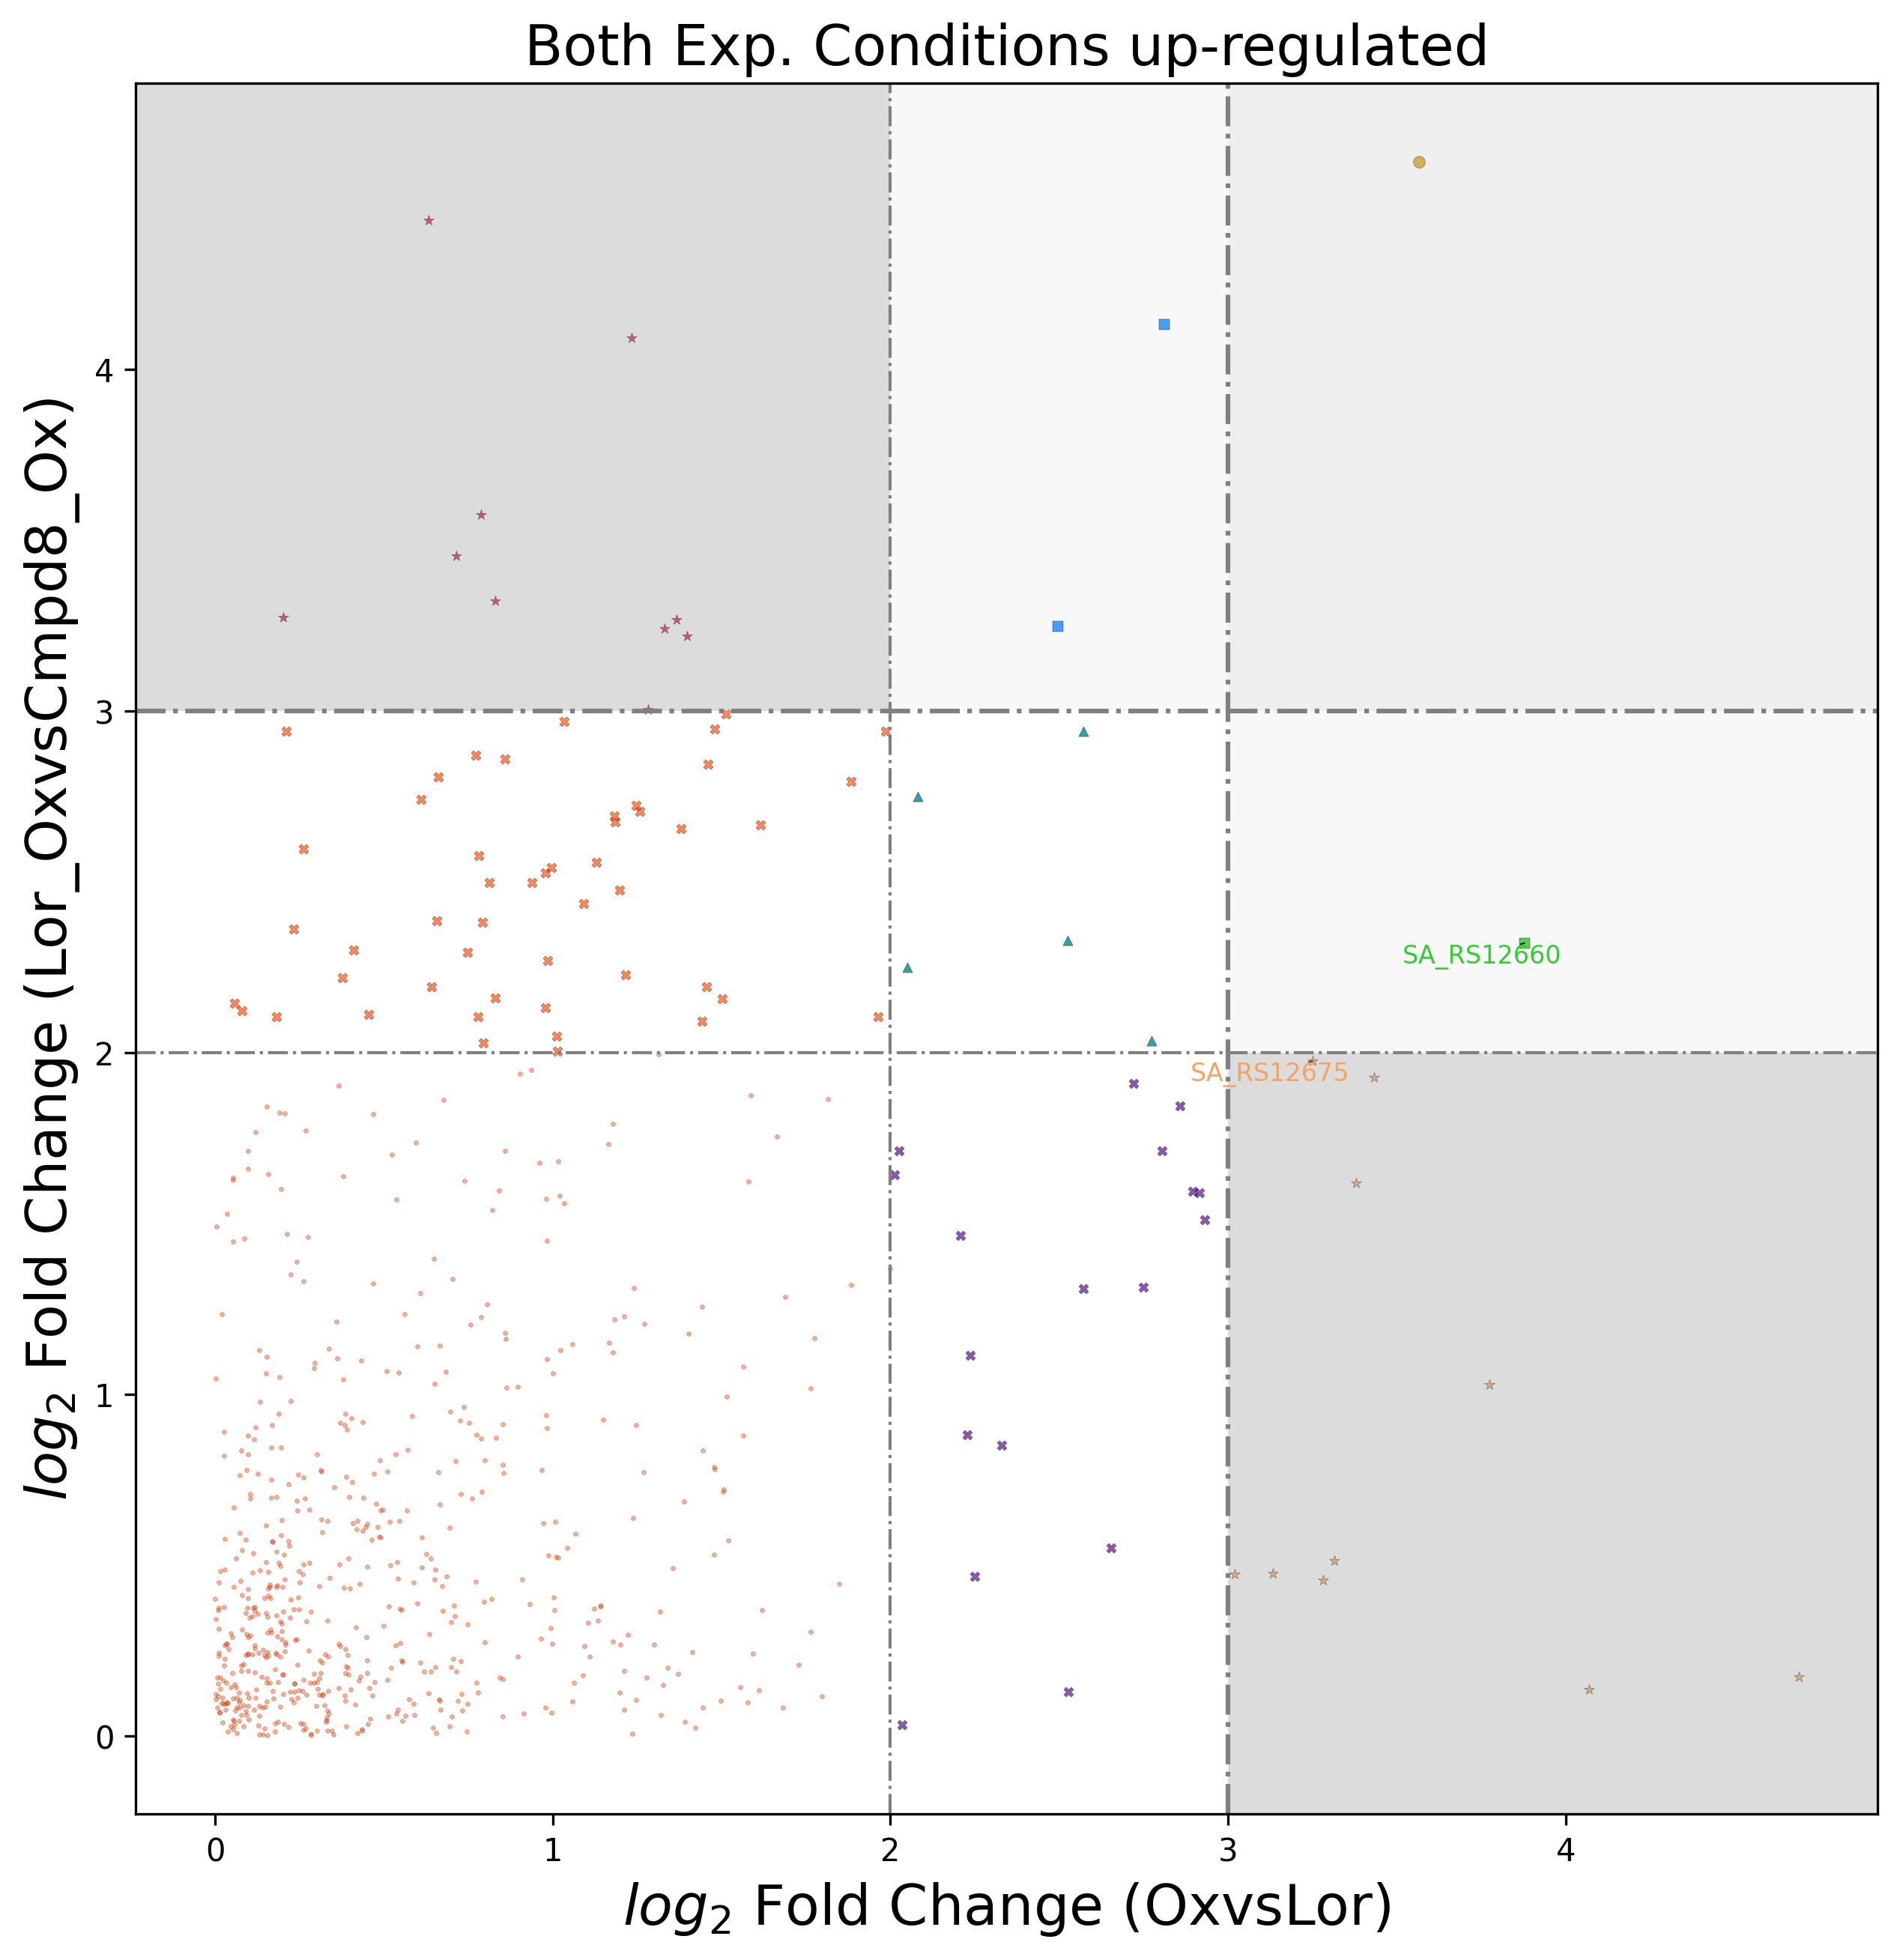 Both Exp. Conditions up-regulated
log2 Fold Change (Lor_OxvsCmpd8_Ox)
4
3
2
1
0
SA_RS12660
SA_RS12675
0 1 2 3 4
log2 Fold Change (OxvsLor)